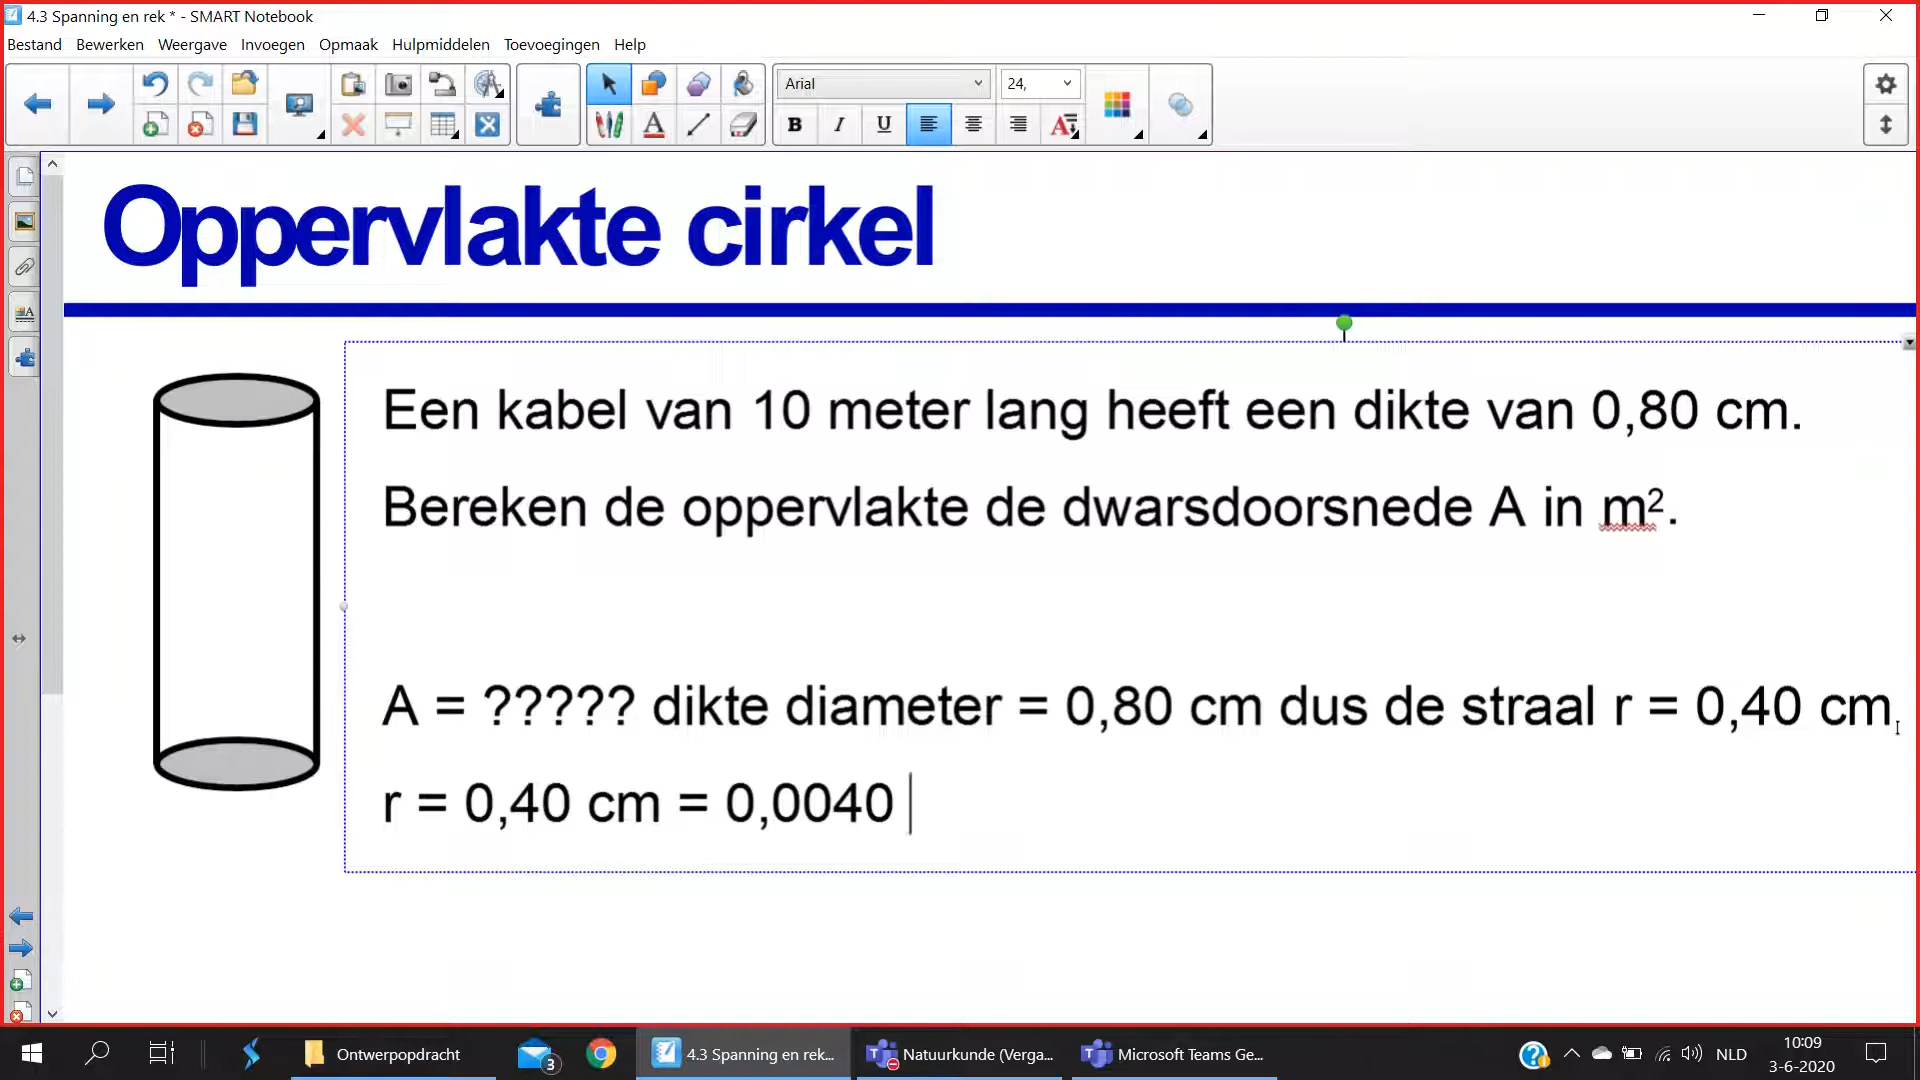 4.3 Spanning en rek * - SMART Notebook
Bestand Bewerken Weergave Invoegen Opmaak Hulpmiddelen Toevoegingen Help
Arial 24,
B I U
Oppervlakte cirkel
Een kabel van 10 meter lang heeft een dikte van 0,80 cm.
Bereken de oppervlakte de dwarsdoorsnede A in m².
A = ????? dikte diameter = 0,80 cm dus de straal r = 0,40 cm.
r = 0,40 cm = 0,0040
Ontwerpopdracht 3 4.3 Spanning en rek... Natuurkunde (Verga... Microsoft Teams Ge... NLD 10:09
3-6-2020